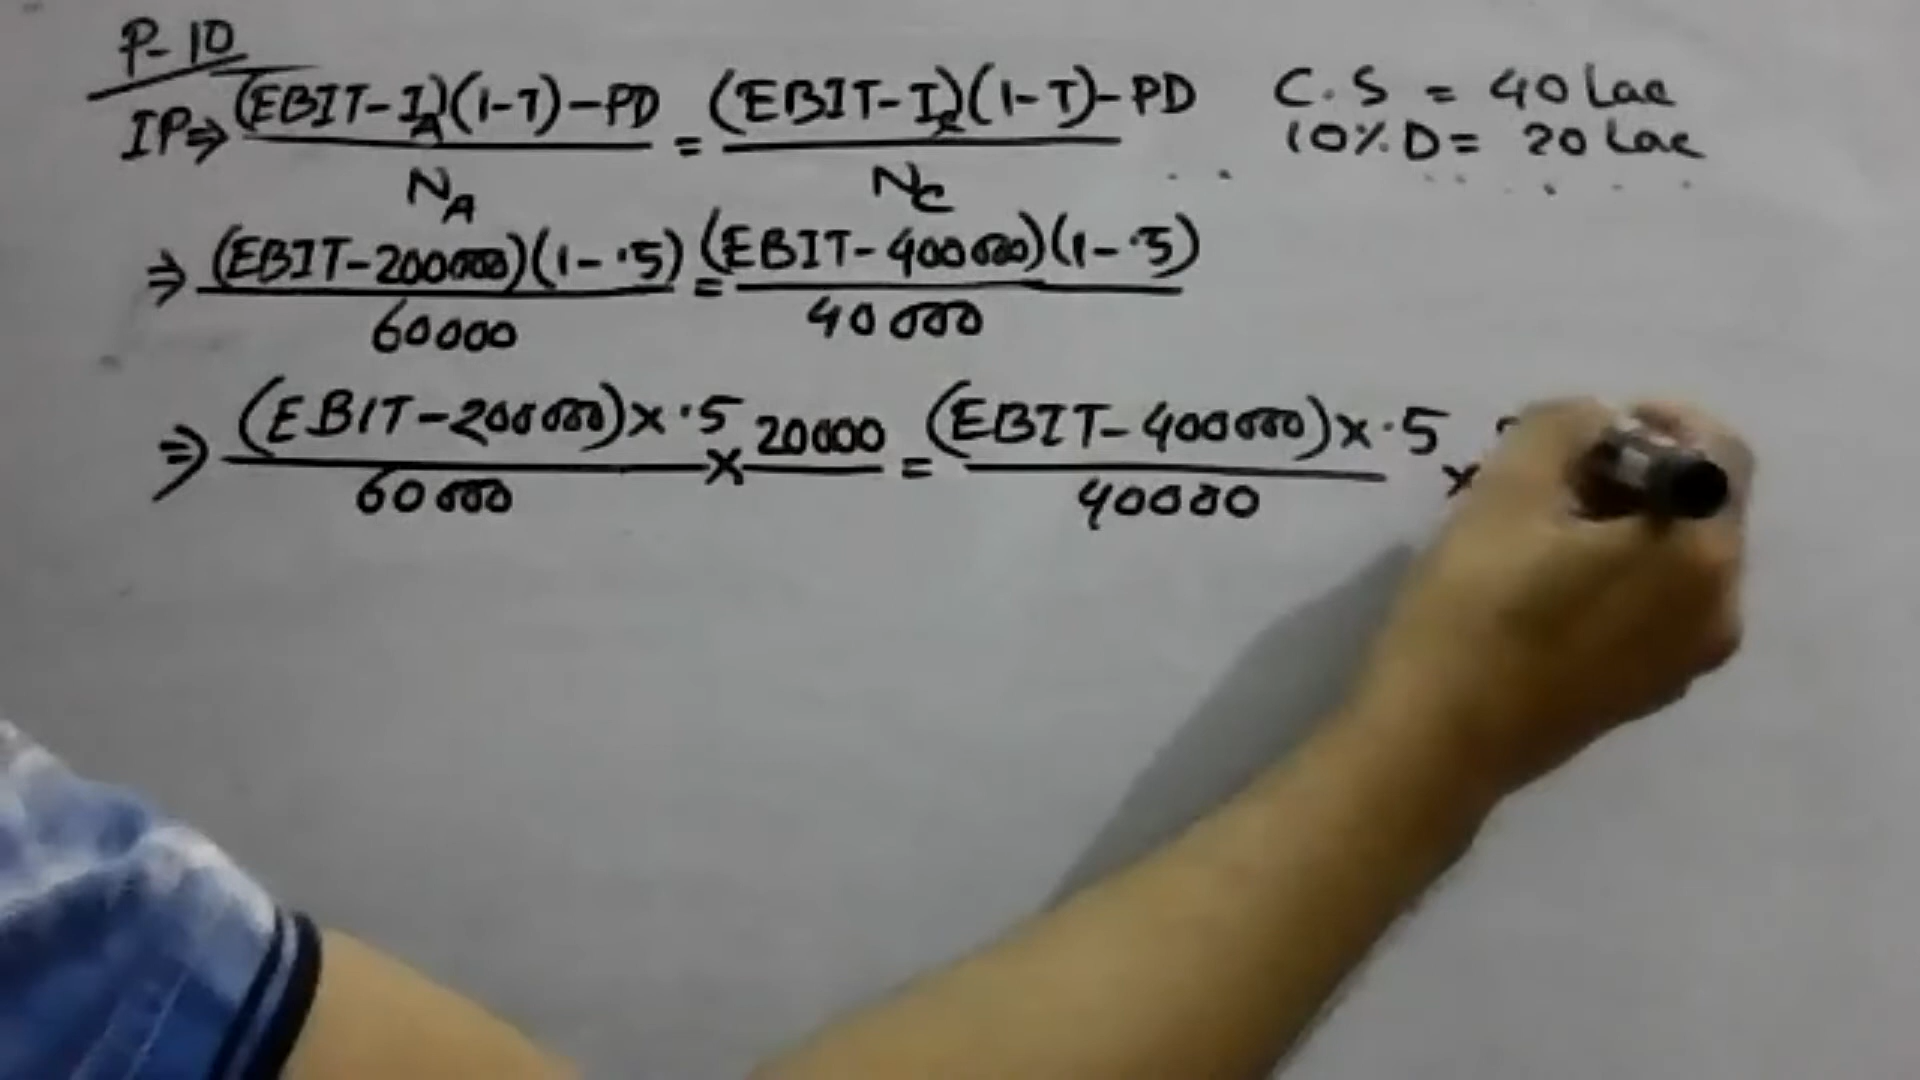 P-10
IP⇒ (EBIT-I_A)(1-T)-PD / N_A = (EBIT-I_C)(1-T)-PD / N_C
C.S = 40 Lac
10% D = 20 Lac
⇒ (EBIT-200000)(1-.5) / 60000 = (EBIT-400000)(1-.5) / 40000
⇒ (EBIT-200000)×.5 / 60000 × 20000 = (EBIT-400000)×.5 / 40000 ×